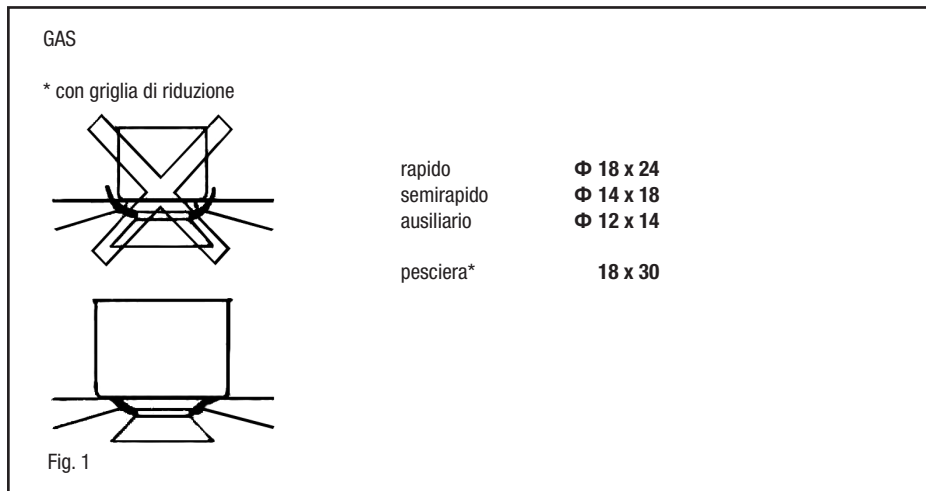 GAS
* con griglia di riduzione
rapido Φ 18 x 24
semirapido Φ 14 x 18
ausiliario Φ 12 x 14
pesciera* 18 x 30
Fig. 1